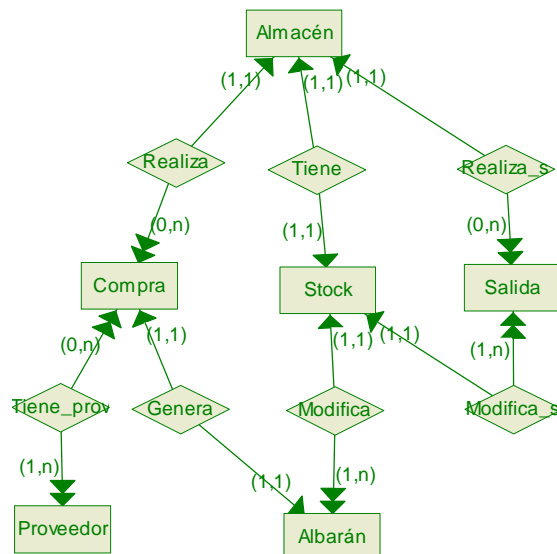 Almacén
(1,1)
(1,1)
(1,1)
Realiza
Tiene
Realiza_s
(0,n)
(1,1)
(0,n)
Compra
Stock
Salida
(0,n)
(1,1)
(1,1)
(1,1)
(1,n)
Tiene_prov
Genera
Modifica
Modifica_s
(1,n)
(1,1)
(1,n)
Proveedor
Albarán